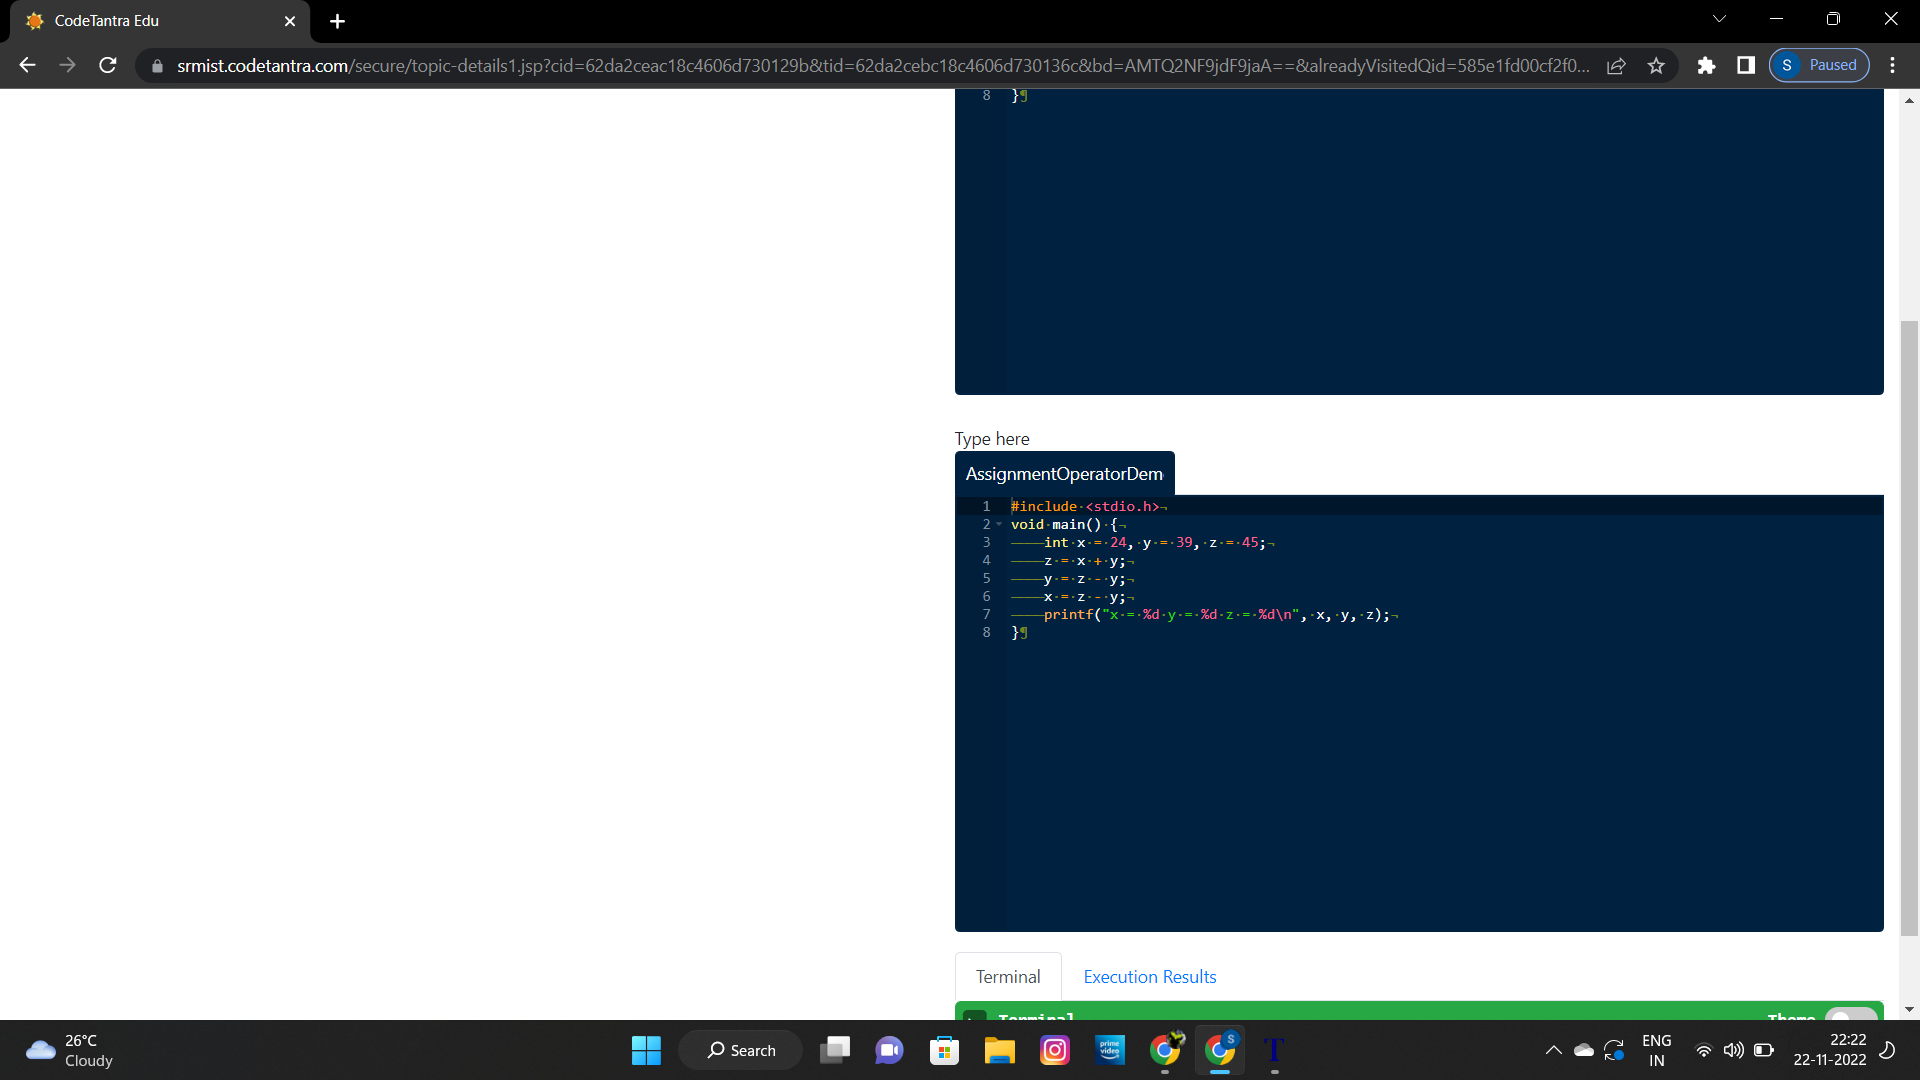 CodeTantra Edu
srmist.codetantra.com/secure/topic-details1.jsp?cid=62da2ceac18c4606d730129b&tid=62da2cebc18c4606d730136c&bd=AMTQ2NF9jdF9jaA==&alreadyVisitedQid=585e1fd00cf2f0...
S Paused
8 }
Type here
AssignmentOperatorDem
1 #include <stdio.h>
2 void main() {
3 int x = 24, y = 39, z = 45;
4 z = x + y;
5 y = z - y;
6 x = z - y;
7 printf("x = %d y = %d z = %d\n", x, y, z);
8 }
Terminal Execution Results
Terminal Theme
26°C
Cloudy
Search
prime video
S
T
ENG
IN
22:22
22-11-2022